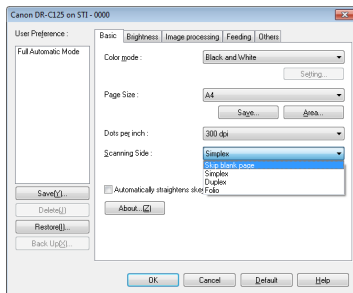 Canon DR-C125 on STI - 0000
User Preference :
Full Automatic Mode
Save(Y)...
Delete(J)
Restore(I)...
Back Up(X)...
Basic Brightness Image processing Feeding Others
Color mode : Black and White
Setting...
Page Size : A4
Save... Area...
Dots per inch : 300 dpi
Scanning Side : Simplex
Skip blank page
Simplex
Duplex
Folio
Automatically straightens ske
About...(Z)
OK Cancel Default Help